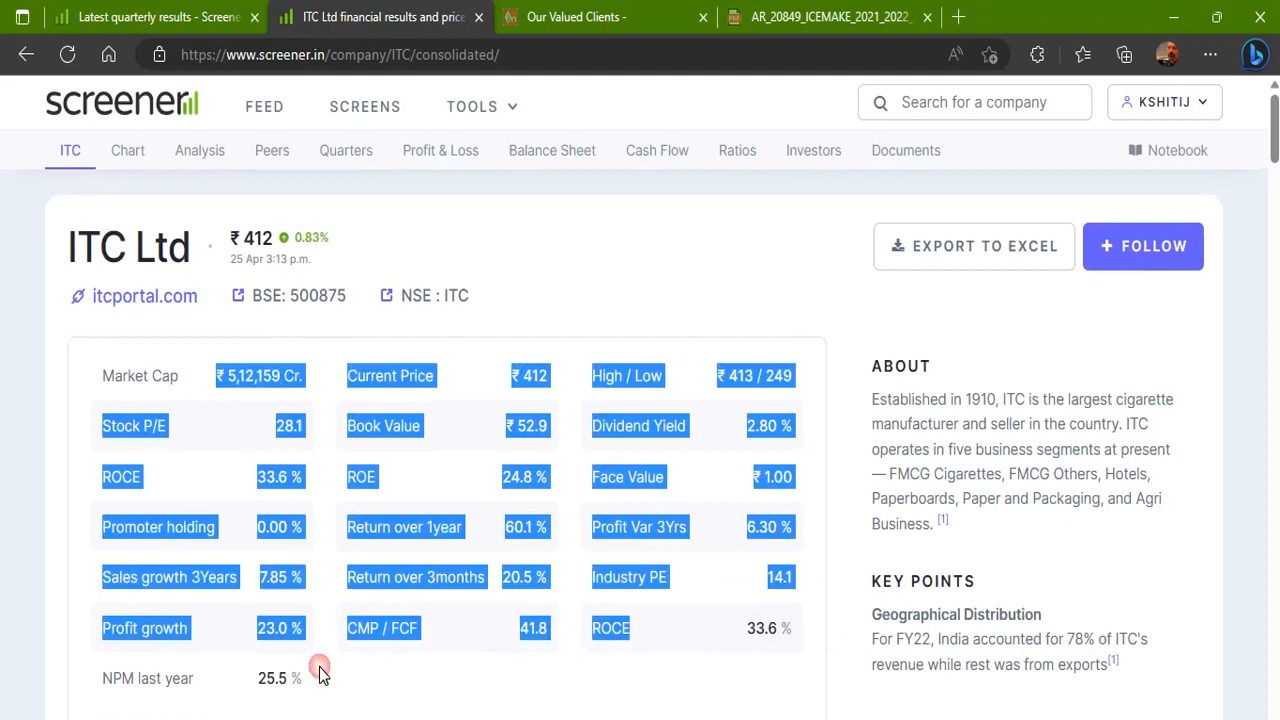 Latest quarterly results - Screene
ITC Ltd financial results and price
Our Valued Clients -
AR_20849_ICEMAKE_2021_2022_
https://www.screener.in/company/ITC/consolidated/
screener
FEED
SCREENS
TOOLS
Search for a company
KSHITIJ
ITC
Chart
Analysis
Peers
Quarters
Profit & Loss
Balance Sheet
Cash Flow
Ratios
Investors
Documents
Notebook
ITC Ltd
₹ 412 0.83%
25 Apr 3:13 p.m.
EXPORT TO EXCEL
+ FOLLOW
itcportal.com
BSE: 500875
NSE : ITC
Market Cap ₹ 5,12,159 Cr. Current Price ₹ 412 High / Low ₹ 413 / 249
Stock P/E 28.1 Book Value ₹ 52.9 Dividend Yield 2.80 %
ROCE 33.6 % ROE 24.8 % Face Value ₹ 1.00
Promoter holding 0.00 % Return over 1year 60.1 % Profit Var 3Yrs 6.30 %
Sales growth 3Years 7.85 % Return over 3months 20.5 % Industry PE 14.1
Profit growth 23.0 % CMP / FCF 41.8 ROCE 33.6 %
NPM last year 25.5 %
ABOUT
Established in 1910, ITC is the largest cigarette
manufacturer and seller in the country. ITC
operates in five business segments at present
— FMCG Cigarettes, FMCG Others, Hotels,
Paperboards, Paper and Packaging, and Agri
Business. [1]
KEY POINTS
Geographical Distribution
For FY22, India accounted for 78% of ITC's
revenue while rest was from exports[1]